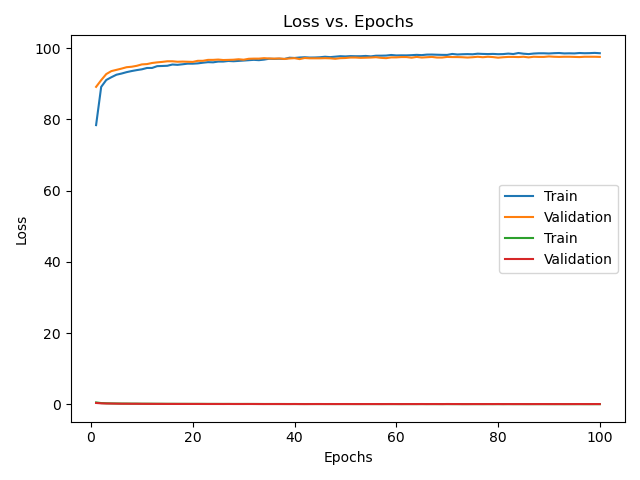 Loss vs. Epochs
100
80
60
40
20
0
Loss
Train
Validation
Train
Validation
0 20 40 60 80 100
Epochs